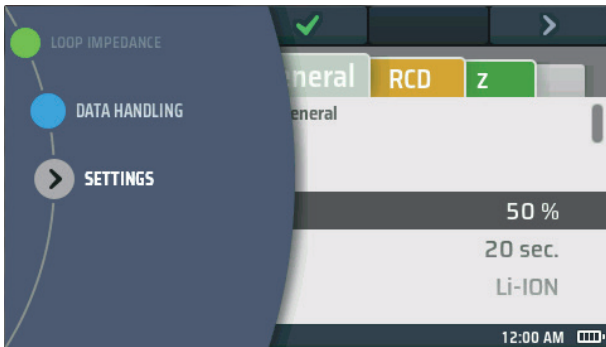 LOOP IMPEDANCE
DATA HANDLING
SETTINGS
neral RCD Z
eneral
50 %
20 sec.
Li-ION
12:00 AM